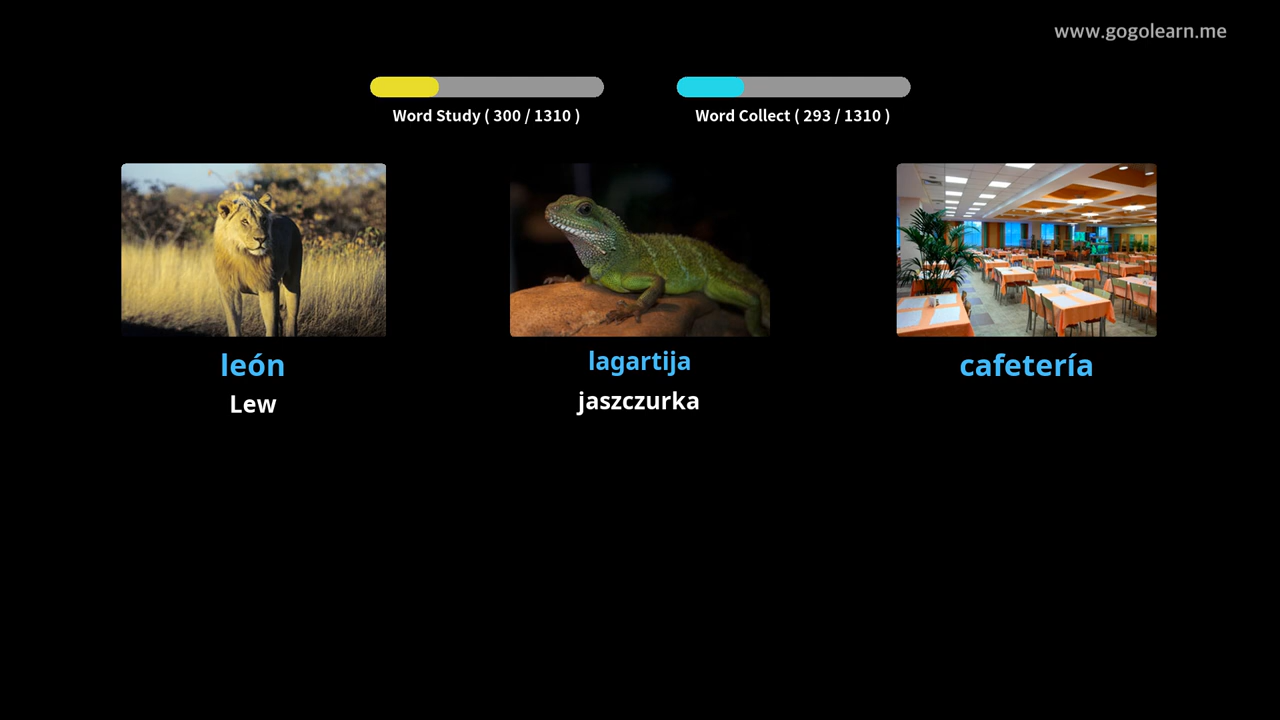 www.gogolearn.me
Word Study ( 300 / 1310 )
Word Collect ( 293 / 1310 )
león
lagartija
cafetería
Lew
jaszczurka